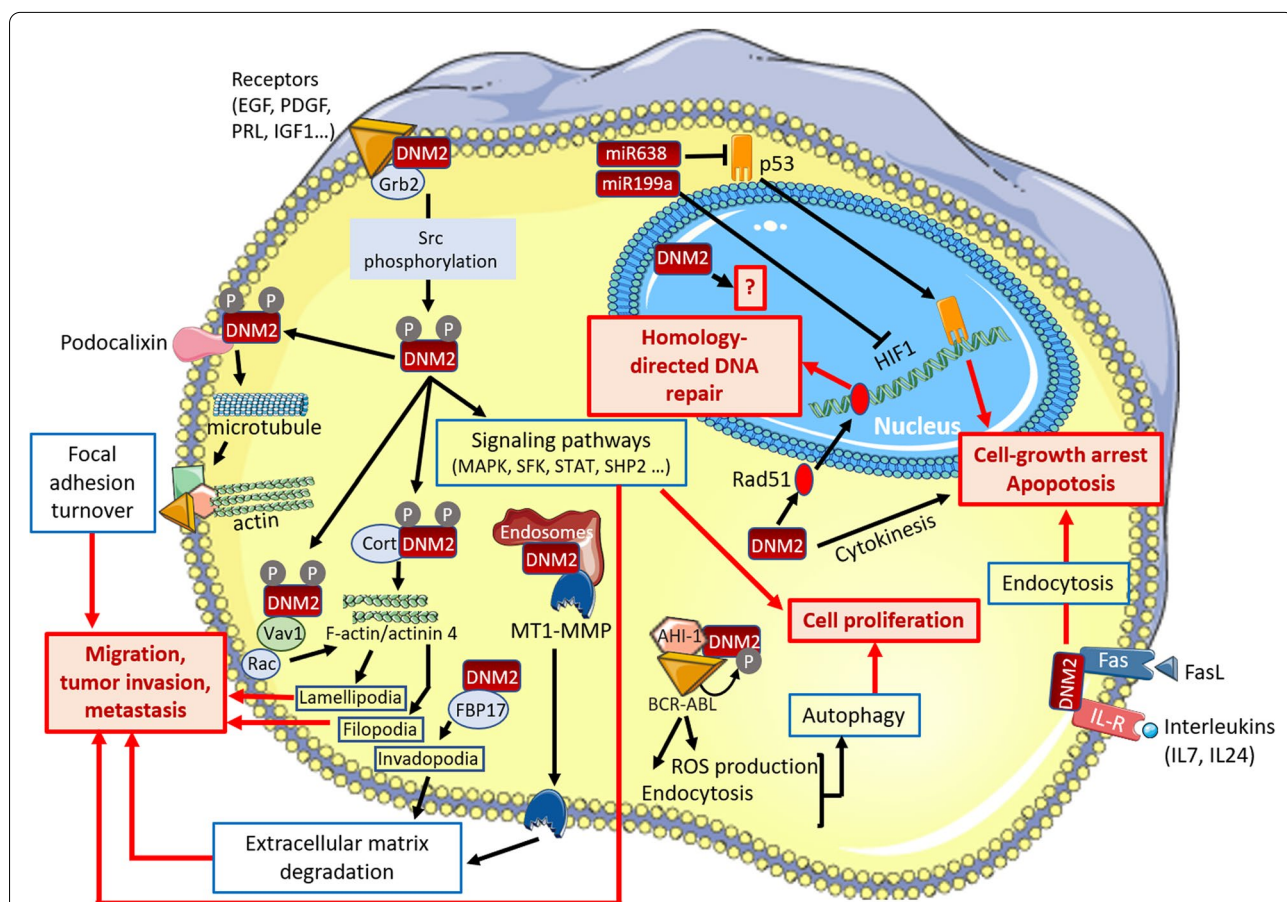 Receptors
(EGF, PDGF,
PRL, IGF1...)
DNM2
Grb2
Src
phosphorylation
P P
DNM2
P P
DNM2
Podocalixin
microtubule
actin
Focal
adhesion
turnover
miR638
miR199a
p53
DNM2
?
HIF1
Homology-
directed DNA
repair
Nucleus
Rad51
DNM2
Cytokinesis
Cell-growth arrest
Apopotosis
Signaling pathways
(MAPK, SFK, STAT, SHP2 ...)
P P
Cort DNM2
Endosomes
DNM2
MT1-MMP
P P
DNM2
Vav1
Rac
F-actin/actinin 4
Migration,
tumor invasion,
metastasis
Lamellipodia
Filopodia
Invadopodia
DNM2
FBP17
Extracellular matrix
degradation
AHI-1 DNM2
P
BCR-ABL
ROS production
Endocytosis
Autophagy
Cell proliferation
Endocytosis
DNM2
Fas
FasL
IL-R
Interleukins
(IL7, IL24)